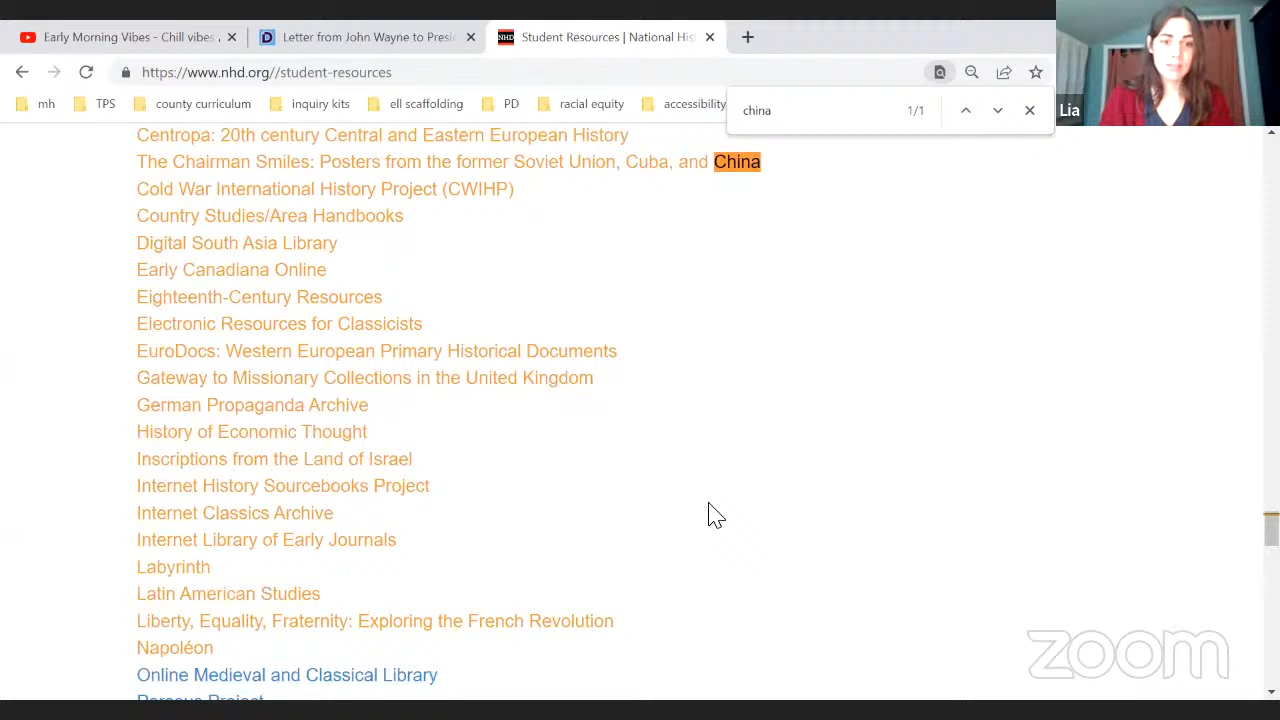 Early Morning Vibes - Chill vibes
Letter from John Wayne to Presi
NHD
Student Resources | National His
https://www.nhd.org//student-resources
mh
TPS
county curriculum
inquiry kits
ell scaffolding
PD
racial equity
accessibility
china
1/1
Lia
Centropa: 20th century Central and Eastern European History
The Chairman Smiles: Posters from the former Soviet Union, Cuba, and China
Cold War International History Project (CWIHP)
Country Studies/Area Handbooks
Digital South Asia Library
Early Canadiana Online
Eighteenth-Century Resources
Electronic Resources for Classicists
EuroDocs: Western European Primary Historical Documents
Gateway to Missionary Collections in the United Kingdom
German Propaganda Archive
History of Economic Thought
Inscriptions from the Land of Israel
Internet History Sourcebooks Project
Internet Classics Archive
Internet Library of Early Journals
Labyrinth
Latin American Studies
Liberty, Equality, Fraternity: Exploring the French Revolution
Napoléon
Online Medieval and Classical Library
Perseus Project
zoom